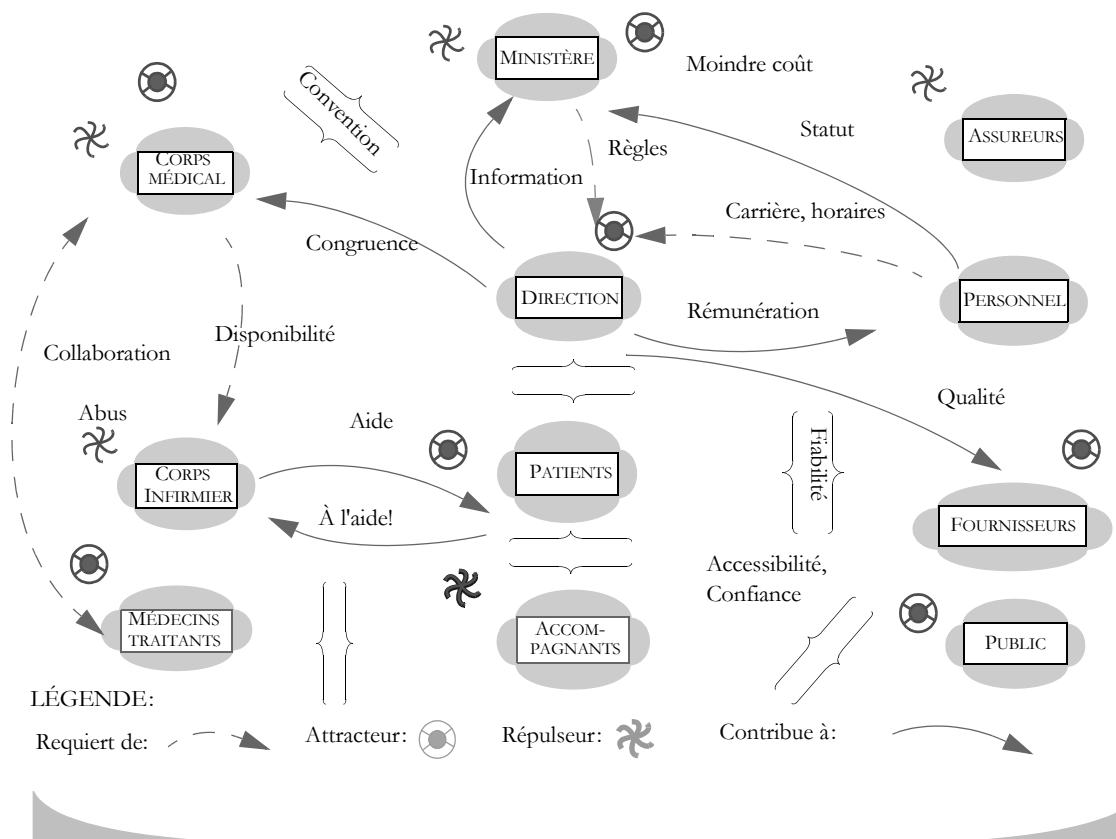 MINISTÈRE
Moindre coût
Convention
Statut
ASSUREURS
Règles
CORPS
MÉDICAL
Information
Carrière, horaires
Congruence
DIRECTION
PERSONNEL
Rémunération
Disponibilité
Collaboration
Qualité
Abus
Aide
Fiabilité
CORPS
INFIRMIER
PATIENTS
À l'aide!
FOURNISSEURS
Accessibilité,
Confiance
MÉDECINS
TRAITANTS
ACCOM-
PAGNANTS
PUBLIC
LÉGENDE:
Requiert de:
Attracteur:
Répulseur:
Contribue à: